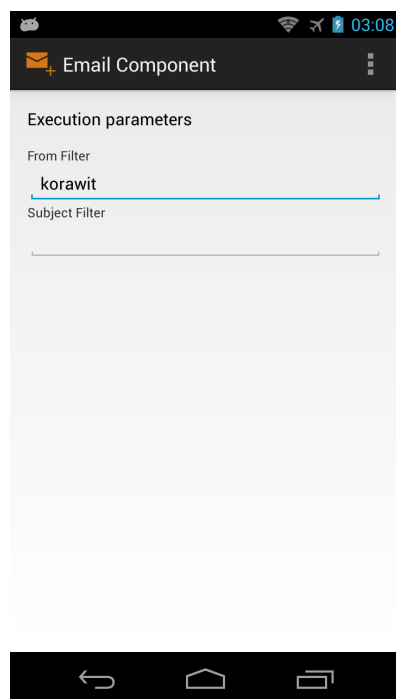 03:08
Email Component
Execution parameters
From Filter
korawit
Subject Filter